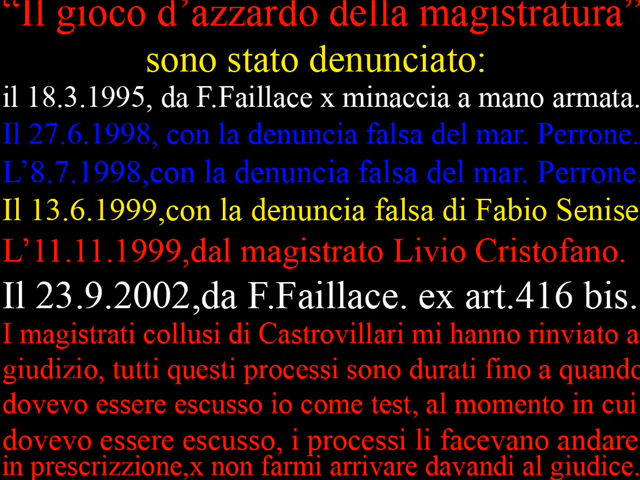 “Il gioco d’azzardo della magistratura”
sono stato denunciato:
il 18.3.1995, da F.Faillace x minaccia a mano armata.
Il 27.6.1998, con la denuncia falsa del mar. Perrone.
L’8.7.1998,con la denuncia falsa del mar. Perrone.
Il 13.6.1999,con la denuncia falsa di Fabio Senise
L’11.11.1999,dal magistrato Livio Cristofano.
Il 23.9.2002,da F.Faillace. ex art.416 bis.
I magistrati collusi di Castrovillari mi hanno rinviato a
giudizio, tutti questi processi sono durati fino a quando
dovevo essere escusso io come test, al momento in cui
dovevo essere escusso, i processi li facevano andare
in prescrizzione,x non farmi arrivare davandi al giudice.